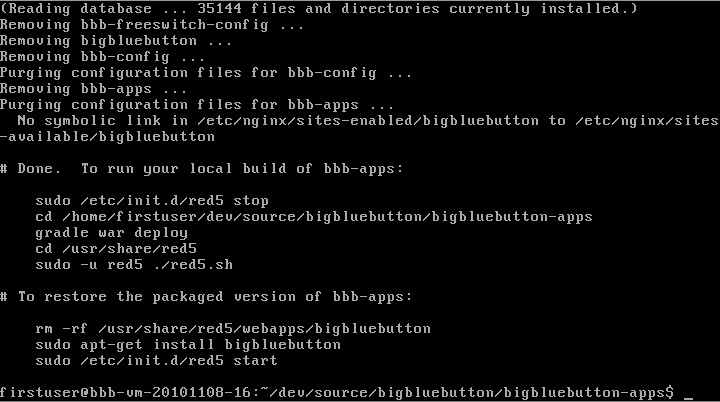 (Reading database ... 35144 files and directories currently installed.)
Removing bbb-freeswitch-config ...
Removing bigbluebutton ...
Removing bbb-config ...
Purging configuration files for bbb-config ...
Removing bbb-apps ...
Purging configuration files for bbb-apps ...
  No symbolic link in /etc/nginx/sites-enabled/bigbluebutton to /etc/nginx/sites
-available/bigbluebutton

# Done.  To run your local build of bbb-apps:

    sudo /etc/init.d/red5 stop
    cd /home/firstuser/dev/source/bigbluebutton/bigbluebutton-apps
    gradle war deploy
    cd /usr/share/red5
    sudo -u red5 ./red5.sh

# To restore the packaged version of bbb-apps:

    rm -rf /usr/share/red5/webapps/bigbluebutton
    sudo apt-get install bigbluebutton
    sudo /etc/init.d/red5 start

firstuser@bbb-vm-20101108-16:~/dev/source/bigbluebutton/bigbluebutton-apps$ _